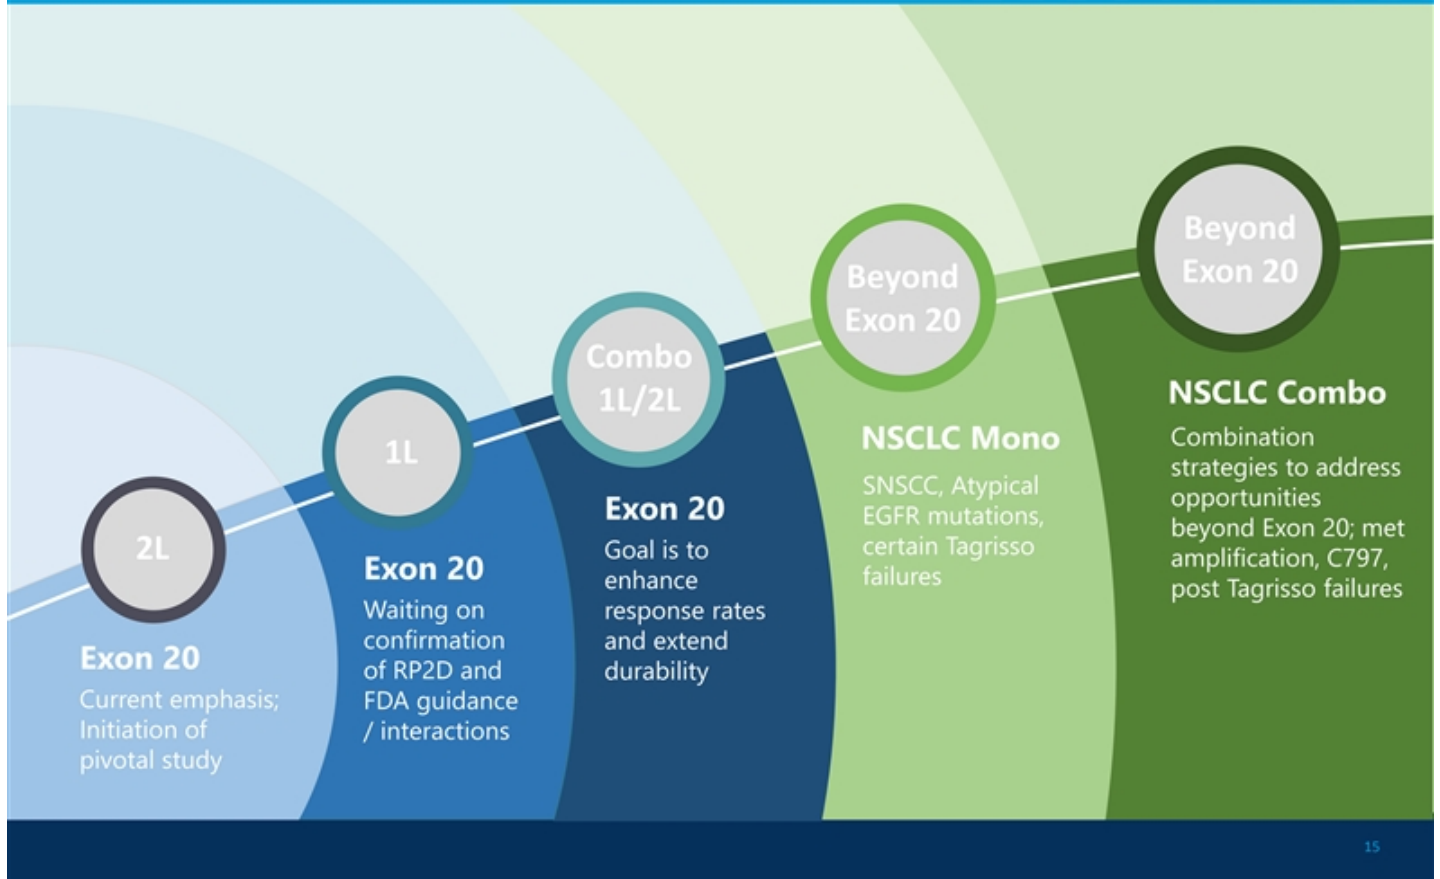 2L
Exon 20
Current emphasis;
Initiation of
pivotal study
1L
Exon 20
Waiting on
confirmation
of RP2D and
FDA guidance
/ interactions
Combo
1L/2L
Exon 20
Goal is to
enhance
response rates
and extend
durability
Beyond
Exon 20
NSCLC Mono
SNSCC, Atypical
EGFR mutations,
certain Tagrisso
failures
Beyond
Exon 20
NSCLC Combo
Combination
strategies to address
opportunities
beyond Exon 20; met
amplification, C797,
post Tagrisso failures
15